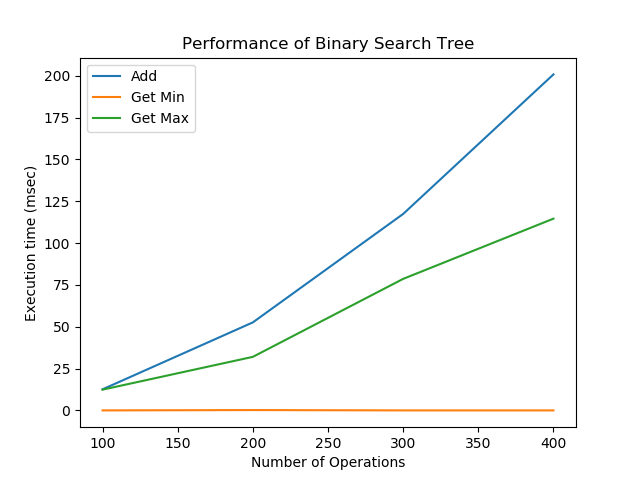 Performance of Binary Search Tree
Add
Get Min
Get Max
200
175
150
125
100
75
50
25
0
Execution time (msec)
100 150 200 250 300 350 400
Number of Operations